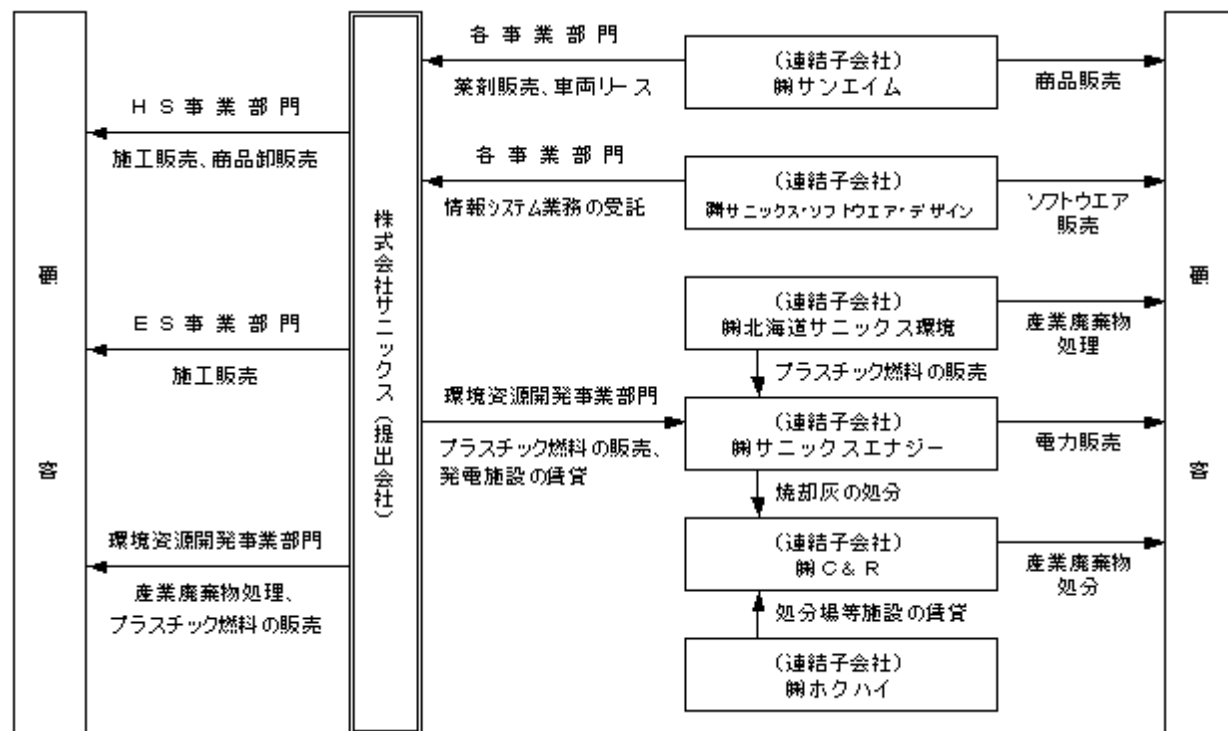 顧客
HS事業部門
施工販売、商品卸販売
ES事業部門
施工販売
環境資源開発事業部門
産業廃棄物処理、
プラスチック燃料の販売
株式会社サニックス(提出会社)
各事業部門
薬剤販売、車両リース
各事業部門
情報システム業務の受託
環境資源開発事業部門
プラスチック燃料の販売、
発電施設の賃貸
(連結子会社)
㈱サンエイム
(連結子会社)
㈱サニックス・ソフトウエア・デザイン
(連結子会社)
㈱北海道サニックス環境
プラスチック燃料の販売
(連結子会社)
㈱サニックスエナジー
焼却灰の処分
(連結子会社)
㈱C&R
処分場等施設の賃貸
(連結子会社)
㈱ホクハイ
商品販売
ソフトウエア
販売
産業廃棄物
処理
電力販売
産業廃棄物
処分
顧客